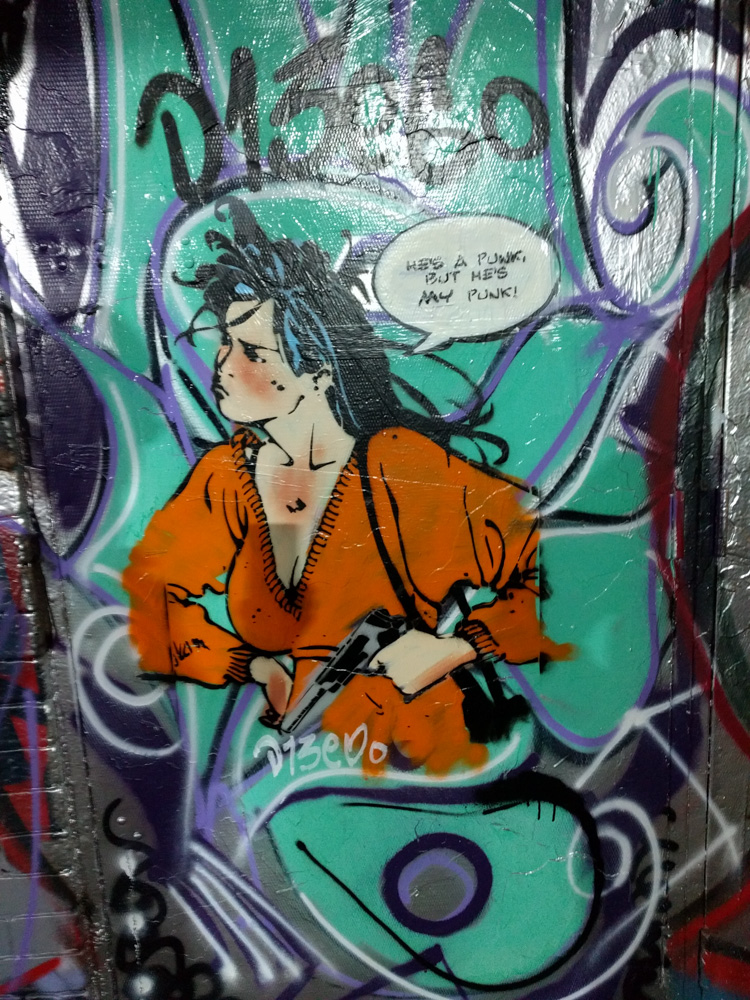 D13eDo
HE'S A PUNK,
BUT HE'S
MY PUNK!
D13eDo